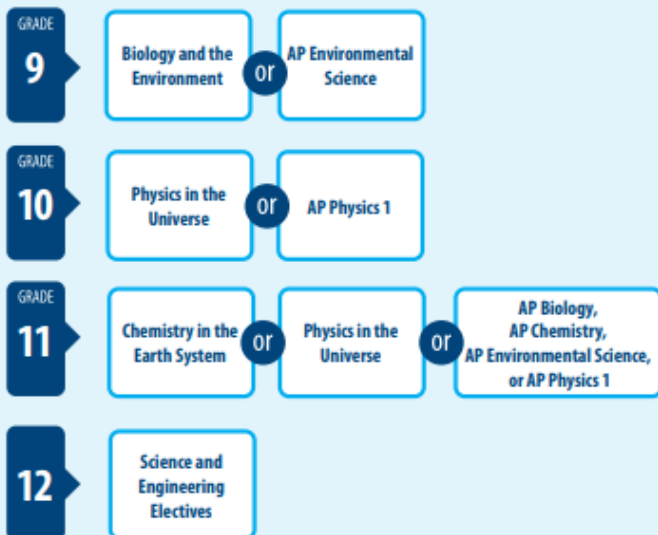 GRADE
9
Biology and the
Environment
or
AP Environmental
Science
GRADE
10
Physics in the
Universe
or
AP Physics 1
GRADE
11
Chemistry in the
Earth System
or
Physics in the
Universe
or
AP Biology,
AP Chemistry,
AP Environmental Science,
or AP Physics 1
12
Science and
Engineering
Electives